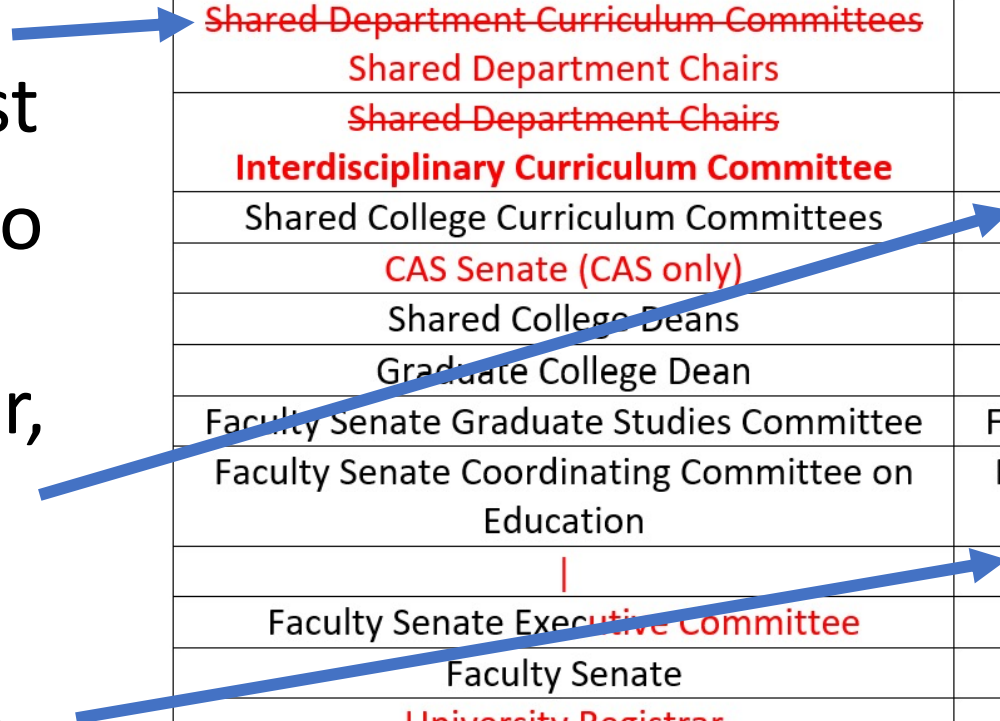 Shared Department Curriculum Committees
Shared Department Chairs
Shared Department Chairs
Interdisciplinary Curriculum Committee
Shared College Curriculum Committees
CAS Senate (CAS only)
Shared College Deans
Graduate College Dean
Faculty Senate Graduate Studies Committee
Faculty Senate Coordinating Committee on
Education
|
Faculty Senate Executive Committee
Faculty Senate
University Registrar
st
o
r,
F